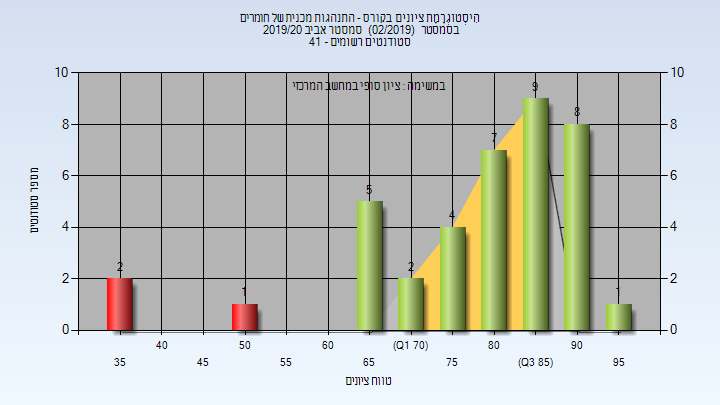 היסטוגרמת ציונים בקורס - התנהגות מכנית של חומרים
בסמסטר (02/2019) סמסטר אביב 2019/20
סטודנטים רשומים - 41
במשימה : ציון סופי במחשב המרכזי
10 8 6 4 2 0
מספר סטודנטים
2 1 5 2 4 7 9 8 1
10 8 6 4 2 0
40 50 60 (Q1 70) 80 90
35 45 55 65 75 (Q3 85) 95
טווח ציונים